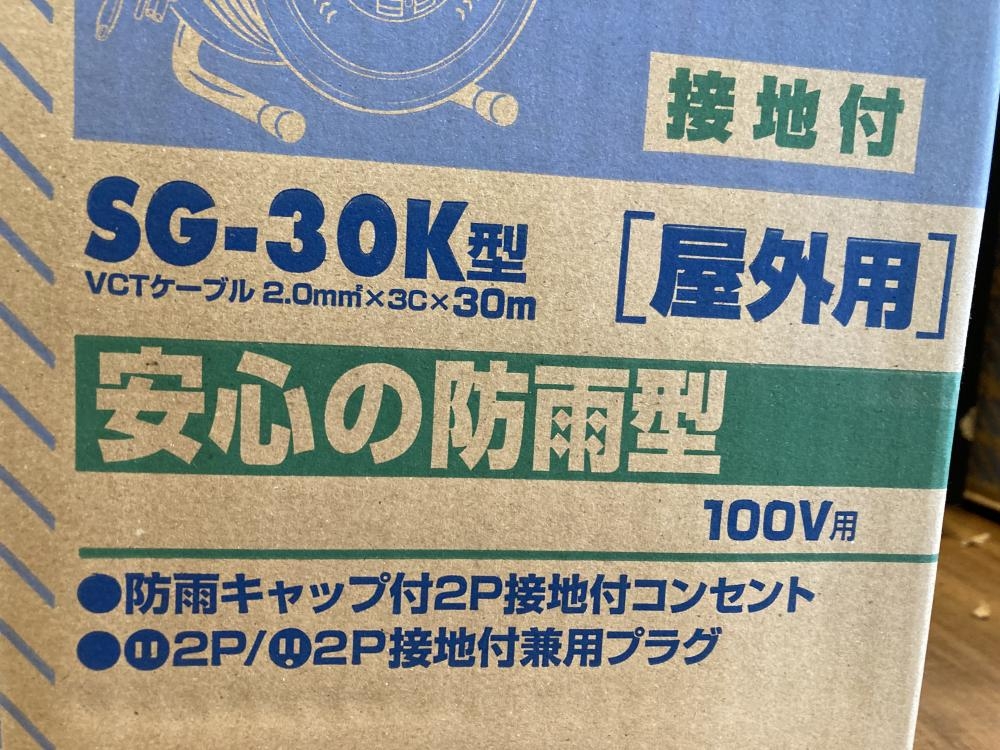 接地付
SG-30K型
[屋外用]
VCTケーブル 2.0m㎡×3C×30m
安心の防雨型
100V用
●防雨キャップ付2P接地付コンセント
●2P/2P接地付兼用プラグ